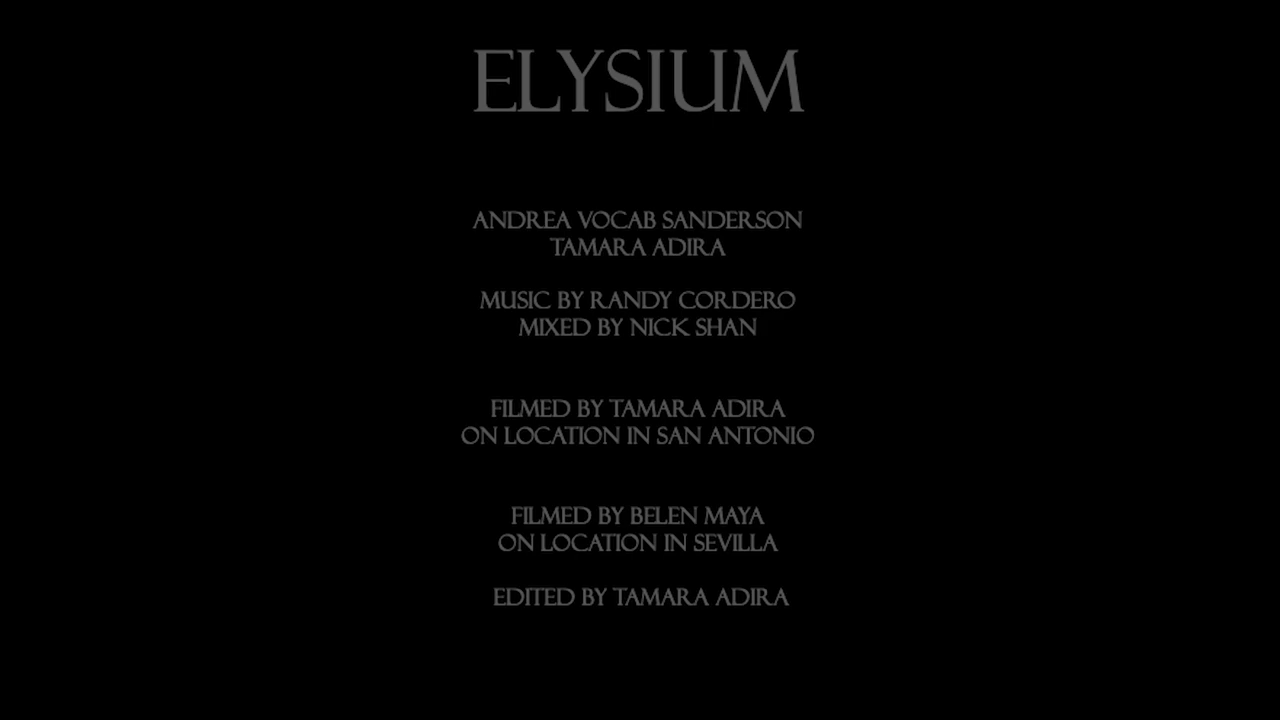 ELYSIUM
ANDREA VOCAB SANDERSON
TAMARA ADIRA
MUSIC BY RANDY CORDERO
MIXED BY NICK SHAN
FILMED BY TAMARA ADIRA
ON LOCATION IN SAN ANTONIO
FILMED BY BELEN MAYA
ON LOCATION IN SEVILLA
EDITED BY TAMARA ADIRA